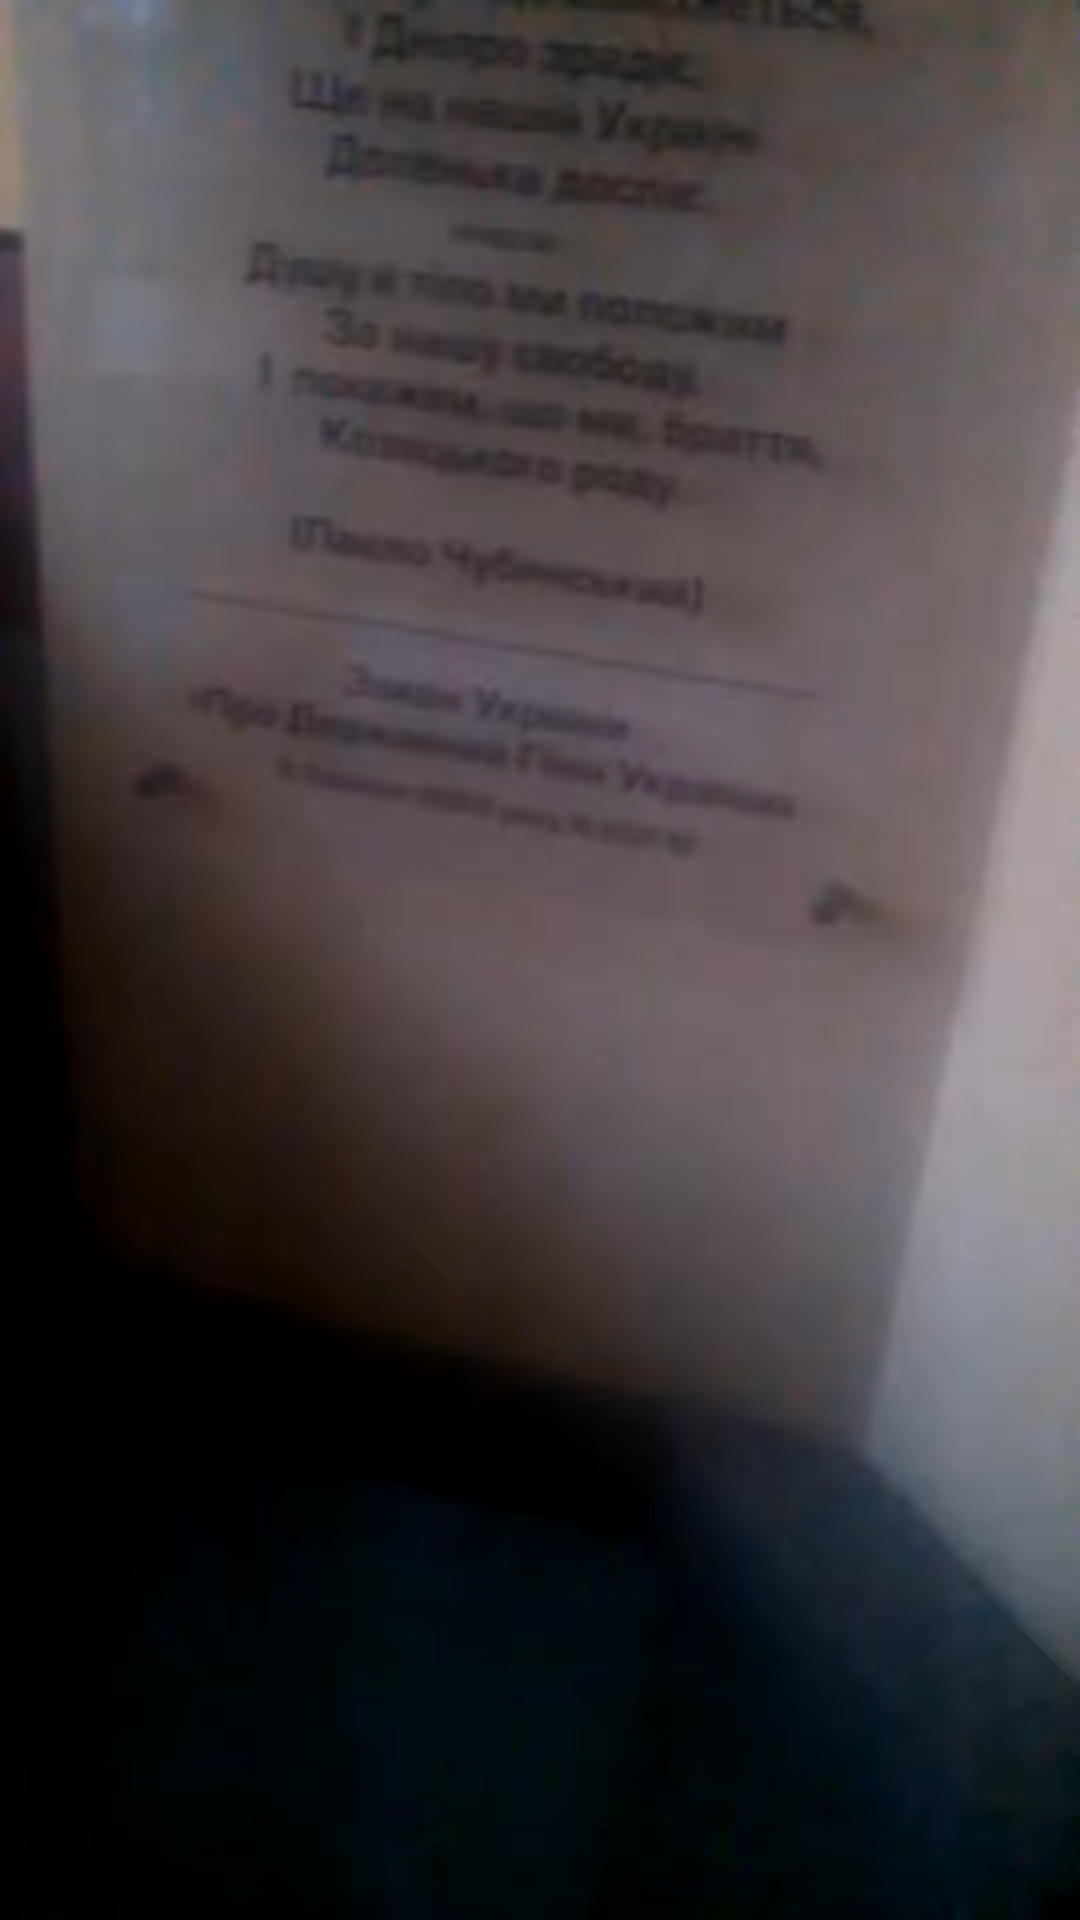 І Дніпро зрадіє,
Ще на нашій Україні
Доленька доспіє.
Душу й тіло ми положим
За нашу свободу,
І покажем, що ми, браття,
Козацького роду.
(Павло Чубинський)
Закон України
«Про Державний Гімн України»